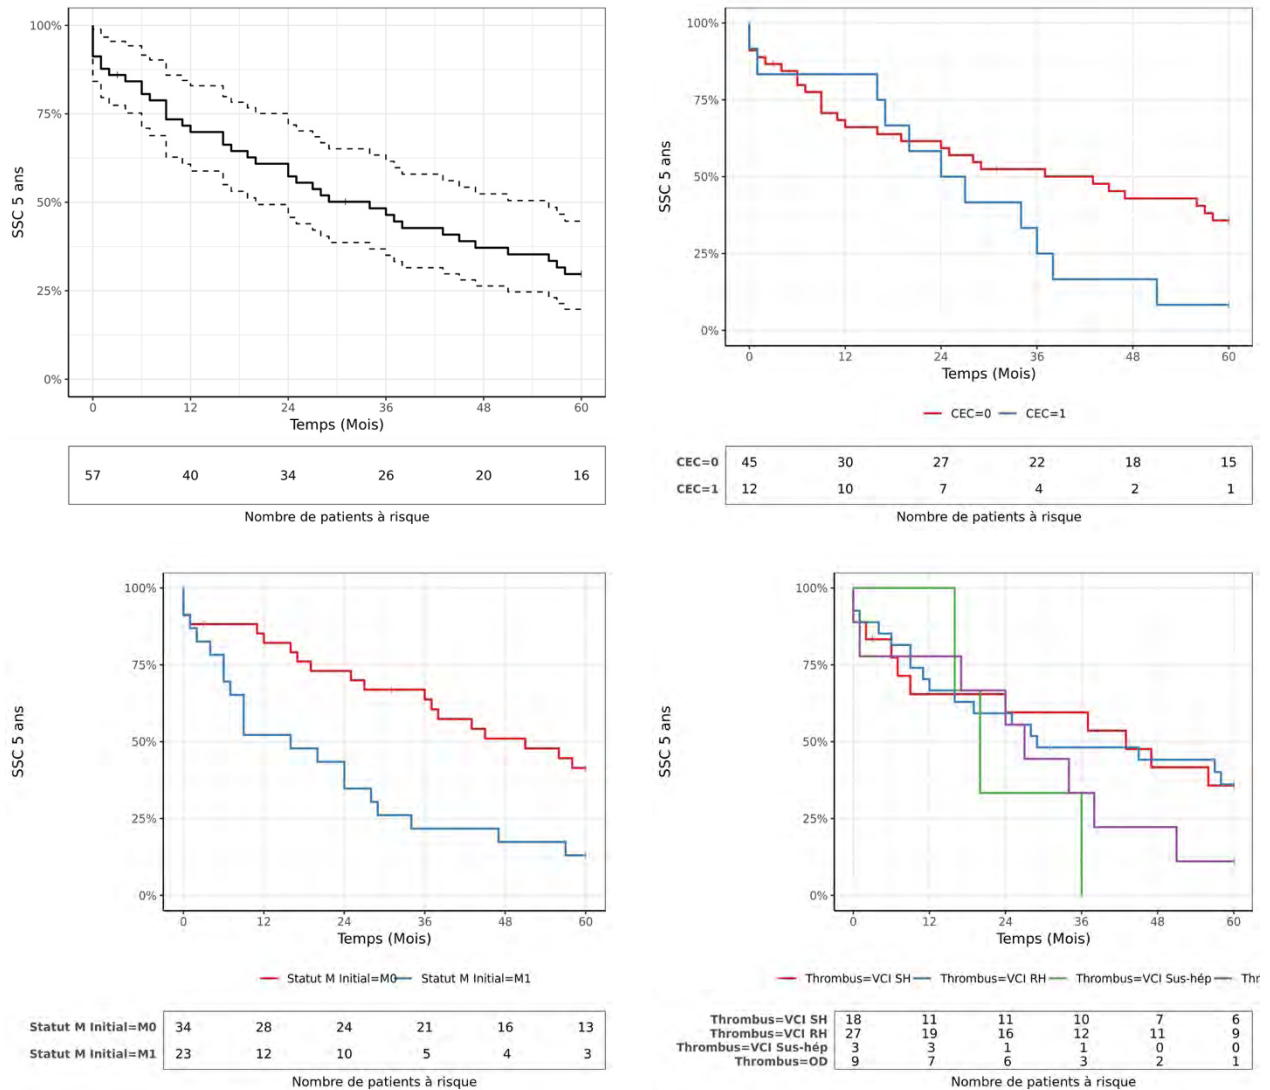 100%
75%
50%
25%
0%
SSC 5 ans
0 12 24 36 48 60
Temps (Mois)
57 40 34 26 20 16
Nombre de patients à risque
100%
75%
50%
25%
0%
SSC 5 ans
0 12 24 36 48 60
Temps (Mois)
CEC=0 CEC=1
CEC=0 45 30 27 22 18 15
CEC=1 12 10 7 4 2 1
Nombre de patients à risque
100%
75%
50%
25%
0%
SSC 5 ans
0 12 24 36 48 60
Temps (Mois)
Statut M Initial=M0 Statut M Initial=M1
Statut M Initial=M0 34 28 24 21 16 13
Statut M Initial=M1 23 12 10 5 4 3
Nombre de patients à risque
100%
75%
50%
25%
0%
SSC 5 ans
0 12 24 36 48 60
Temps (Mois)
Thrombus=VCI SH Thrombus=VCI RH Thrombus=VCI Sus-hép Thr
Thrombus=VCI SH 18 11 11 10 7 6
Thrombus=VCI RH 27 19 16 12 11 9
Thrombus=VCI Sus-hép 3 3 1 1 0 0
Thrombus=OD 9 7 6 3 2 1
Nombre de patients à risque